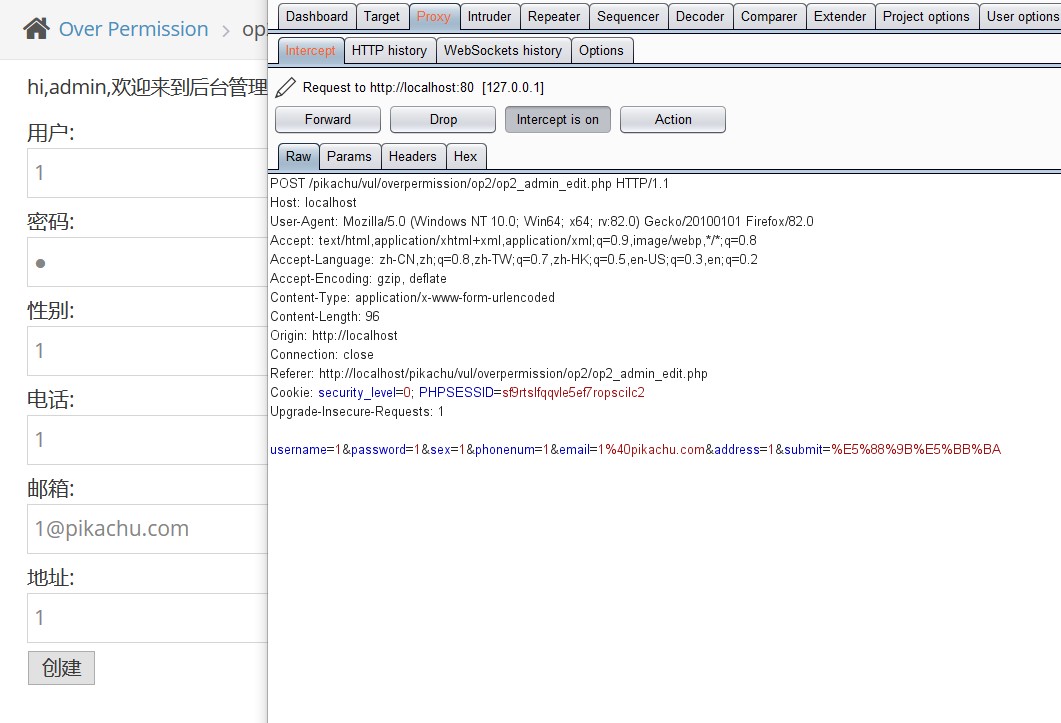 Over Permission > op
hi,admin,欢迎来到后台管理
用户:
1
密码:
性别:
1
电话:
1
邮箱:
1@pikachu.com
地址:
1
创建
Dashboard Target Proxy Intruder Repeater Sequencer Decoder Comparer Extender Project options User options
Intercept HTTP history WebSockets history Options
Request to http://localhost:80 [127.0.0.1]
Forward Drop Intercept is on Action
Raw Params Headers Hex
POST /pikachu/vul/overpermission/op2/op2_admin_edit.php HTTP/1.1
Host: localhost
User-Agent: Mozilla/5.0 (Windows NT 10.0; Win64; x64; rv:82.0) Gecko/20100101 Firefox/82.0
Accept: text/html,application/xhtml+xml,application/xml;q=0.9,image/webp,*/*;q=0.8
Accept-Language: zh-CN,zh;q=0.8,zh-TW;q=0.7,zh-HK;q=0.5,en-US;q=0.3,en;q=0.2
Accept-Encoding: gzip, deflate
Content-Type: application/x-www-form-urlencoded
Content-Length: 96
Origin: http://localhost
Connection: close
Referer: http://localhost/pikachu/vul/overpermission/op2/op2_admin_edit.php
Cookie: security_level=0; PHPSESSID=sf9rtslfqqvle5ef7ropscilc2
Upgrade-Insecure-Requests: 1
username=1&password=1&sex=1&phonenum=1&email=1%40pikachu.com&address=1&submit=%E5%88%9B%E5%BB%BA